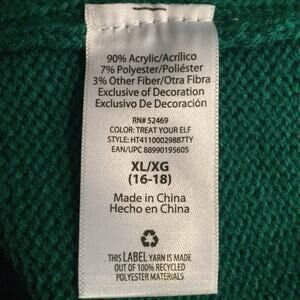 90% Acrylic/Acrílico
7% Polyester/Poliéster
3% Other Fiber/Otra Fibra
Exclusive of Decoration
Exclusivo De Decoración
RN# 52469
COLOR: TREAT YOUR ELF
STYLE: HT41100029887TY
EAN/UPC 88990195605
XL/XG
(16-18)
Made in China
Hecho en China
THIS LABEL YARN IS MADE
OUT OF 100% RECYCLED
POLYESTER MATERIALS